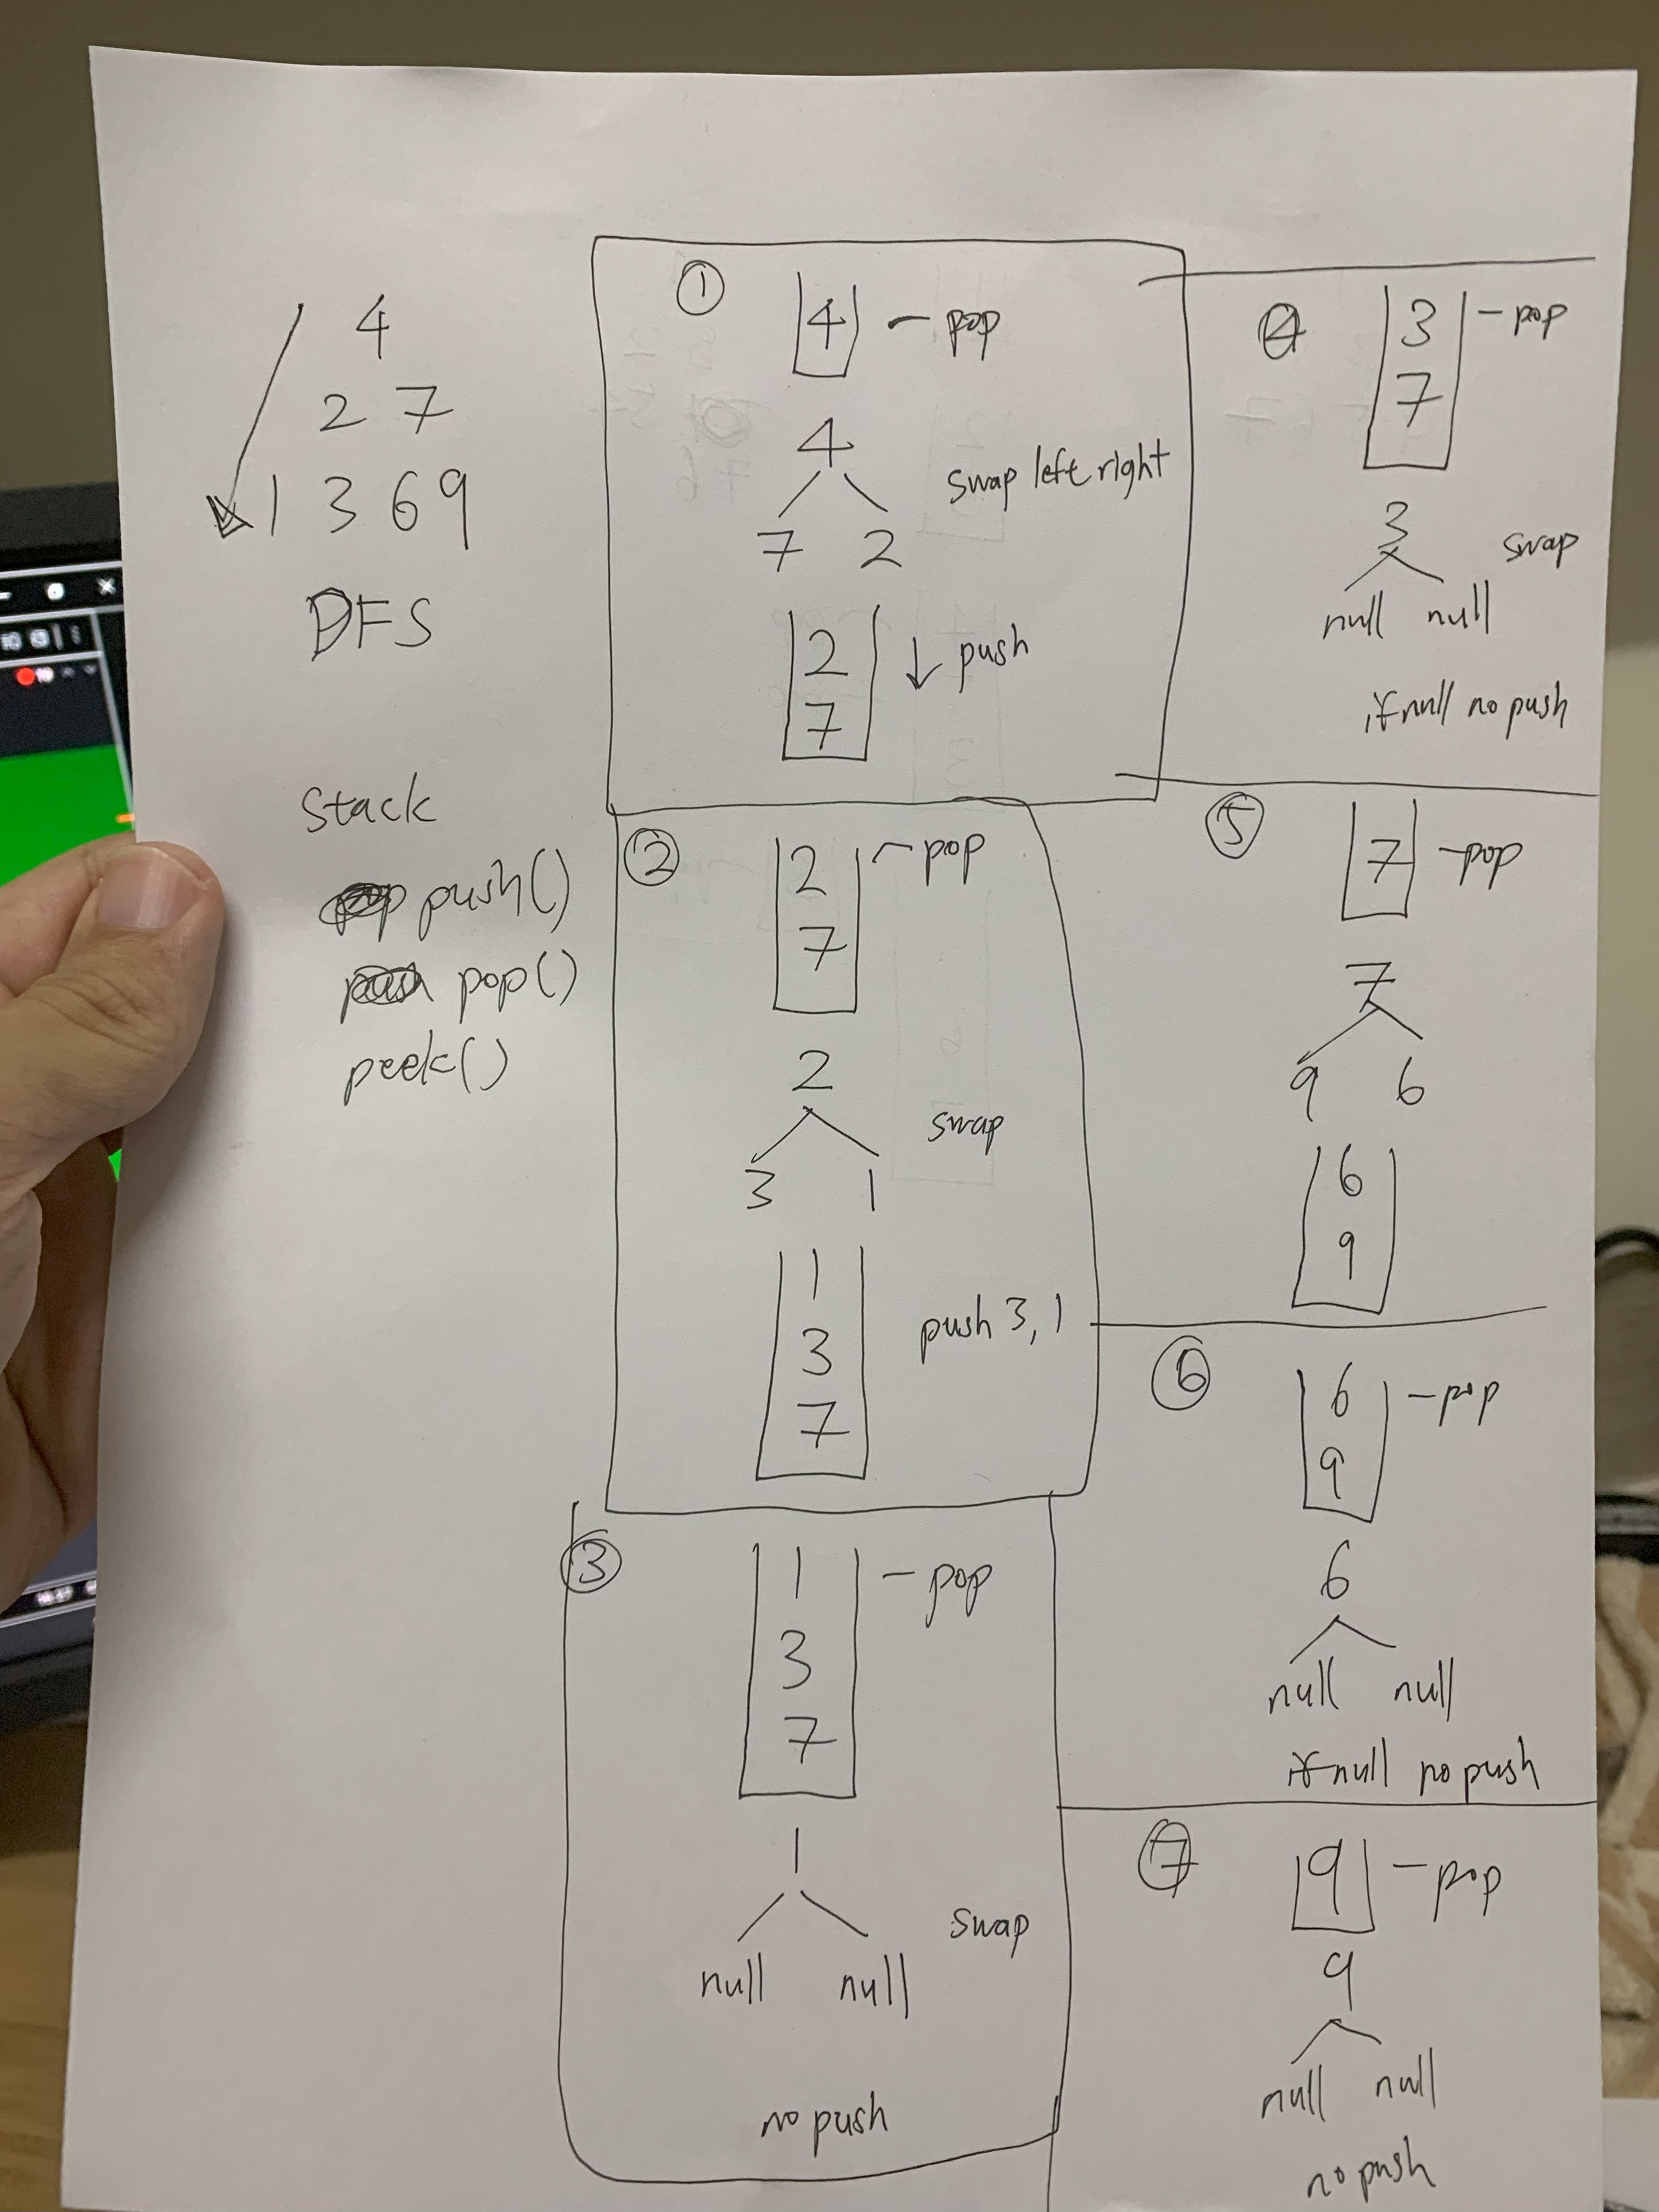 4
2 7
1 3 6 9
DFS
Stack
push()
pop()
peek()
①
4 - pop
4
swap left right
7 2
2
↓ push
7
②
2 - pop
7
2
swap
3 1
1
3
push 3, 1
7
③
1 - pop
3
7
1
swap
null null
no push
④
3 - pop
7
3
swap
null null
if null no push
⑤
7 - pop
7
9 6
6
9
⑥
6 - pop
9
6
null null
if null no push
⑦
9 - pop
9
null null
no push